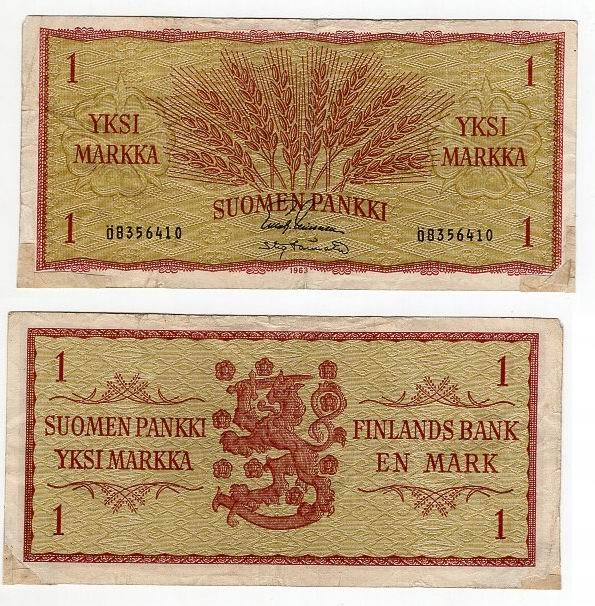 1 1
YKSI MARKKA
YKSI MARKKA
SUOMEN PANKKI
1 Ö8356410
Ö8356410 1
1963
1 1
SUOMEN PANKKI
YKSI MARKKA
FINLANDS BANK
EN MARK
1 1